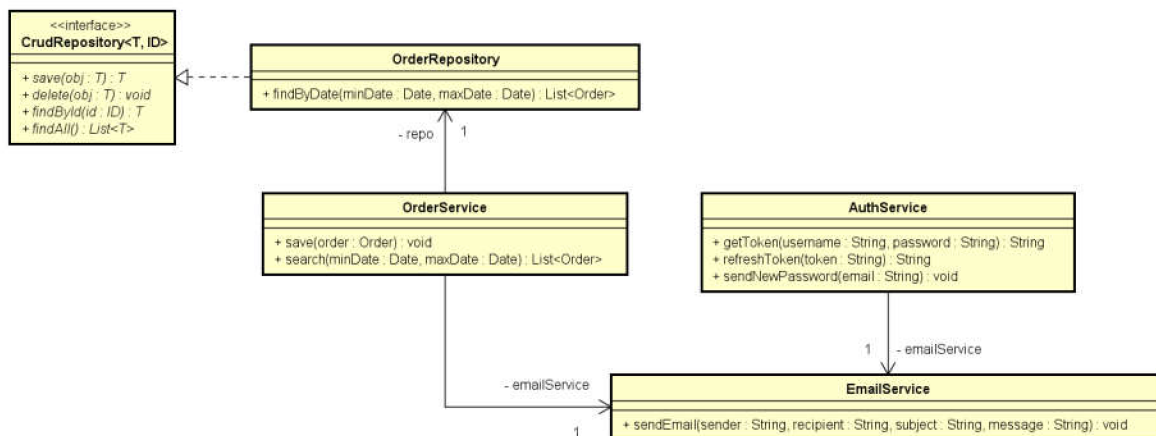 <<interface>>
CrudRepository<T, ID>
+ save(obj : T) : T
+ delete(obj : T) : void
+ findById(id : ID) : T
+ findAll() : List<T>
OrderRepository
+ findByDate(minDate : Date, maxDate : Date) : List<Order>
- repo
1
OrderService
+ save(order : Order) : void
+ search(minDate : Date, maxDate : Date) : List<Order>
AuthService
+ getToken(username : String, password : String) : String
+ refreshToken(token : String) : String
+ sendNewPassword(email : String) : void
1
- emailService
- emailService
1
EmailService
+ sendEmail(sender : String, recipient : String, subject : String, message : String) : void